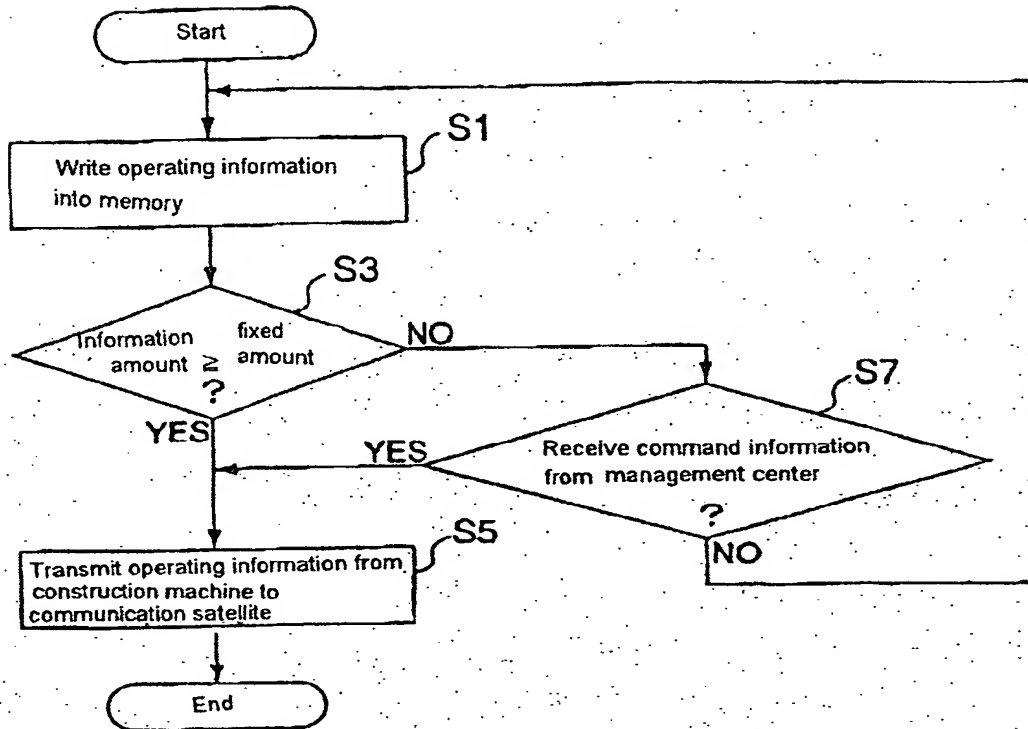 Start
S1
Write operating information
into memory
S3
Information fixed
amount ≥ amount
?
NO
YES
S7
Receive command information
from management center
?
YES
NO
S5
Transmit operating information from
construction machine to
communication satellite
End